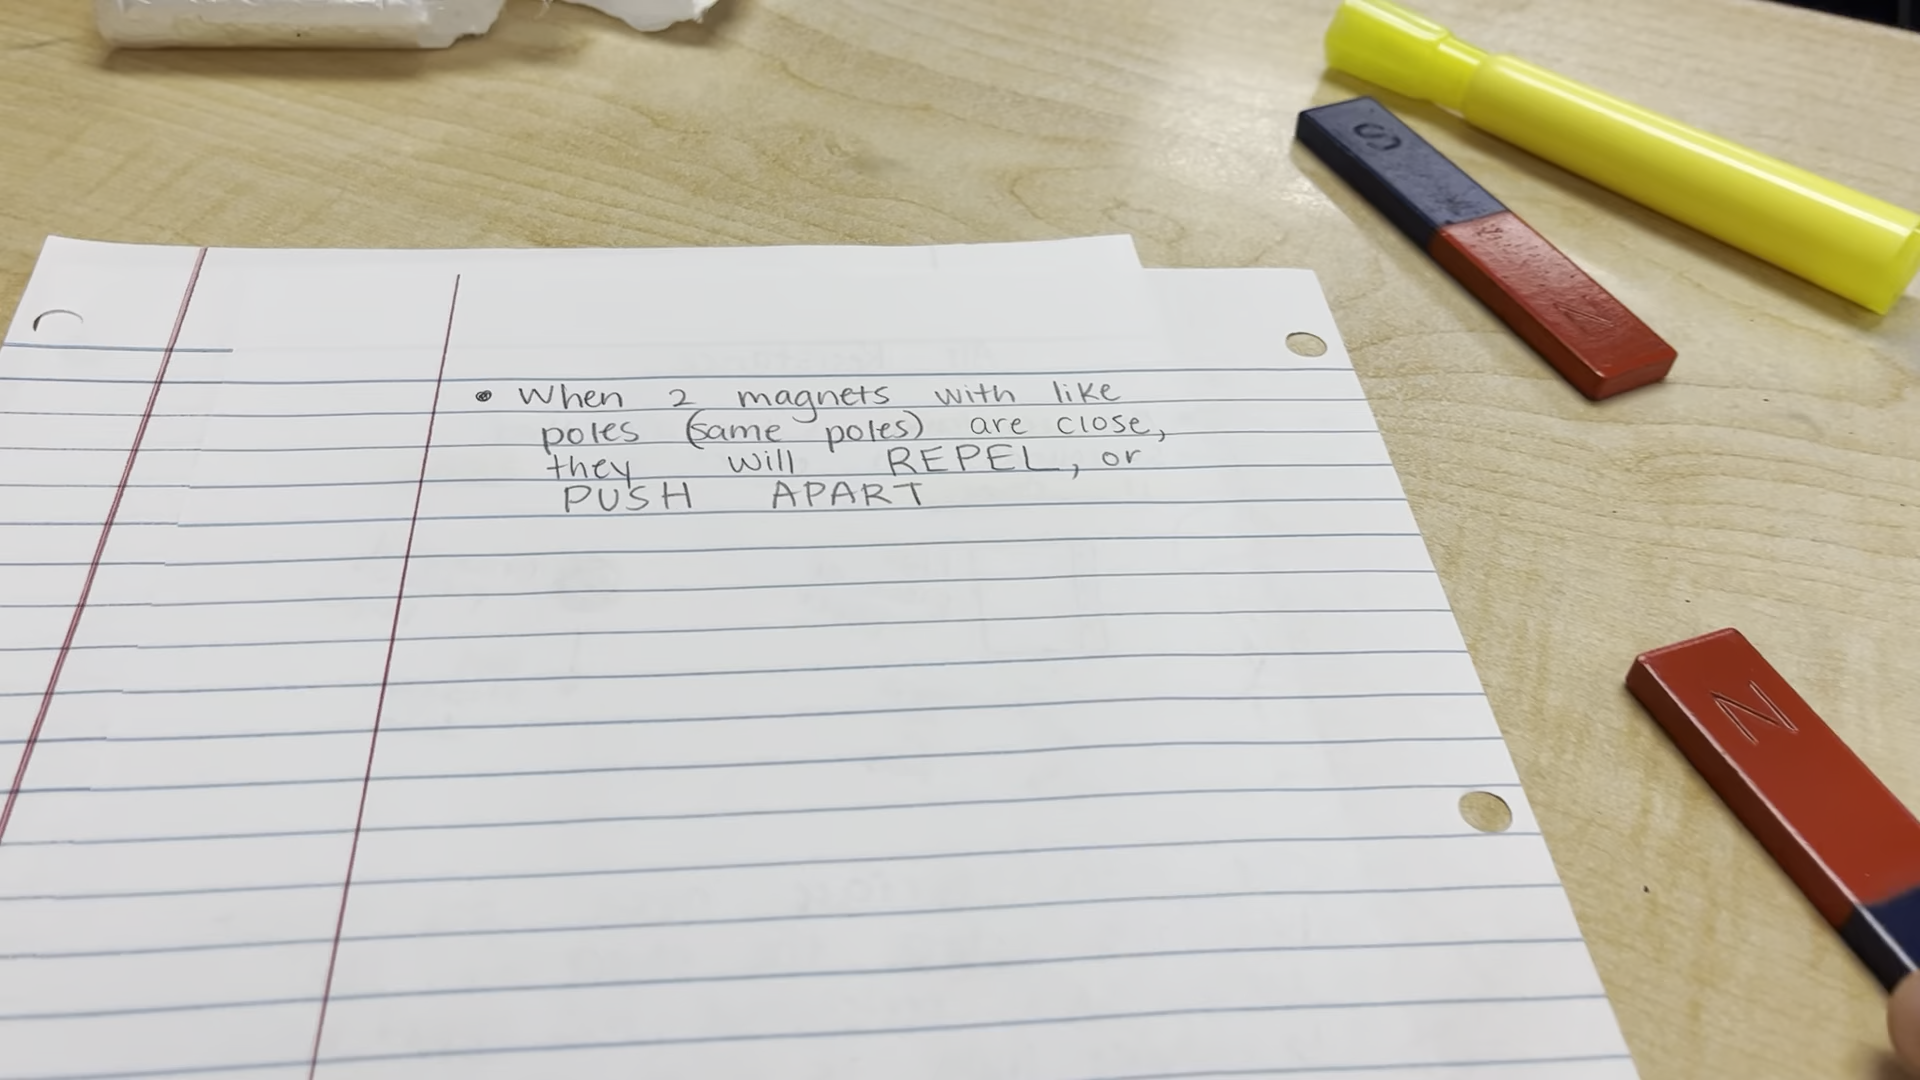 • When 2 magnets with like
poles (same poles) are close,
they will REPEL, or
PUSH APART
S
N
N